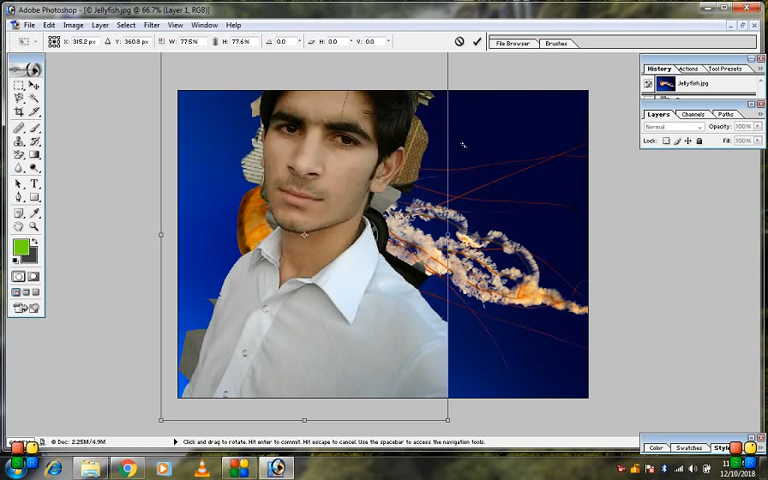 Adobe Photoshop - [© Jellyfish.jpg @ 66.7% (Layer 1, RGB)]
File Edit Image Layer Select Filter View Window Help
X: 315.2 px Y: 360.8 px W: 77.5% H: 77.6% 0.0 H: 0.0 V: 0.0 File Browser Brushes
History Actions Tool Presets
Jellyfish.jpg
Layers Channels Paths
Normal Opacity: 100%
Lock: Fill: 100%
T
Doc: 2.25M/4.9M Click and drag to rotate. Hit enter to commit. Hit escape to cancel. Use the spacebar to access the navigation tools.
Color Swatches
12/10/2018